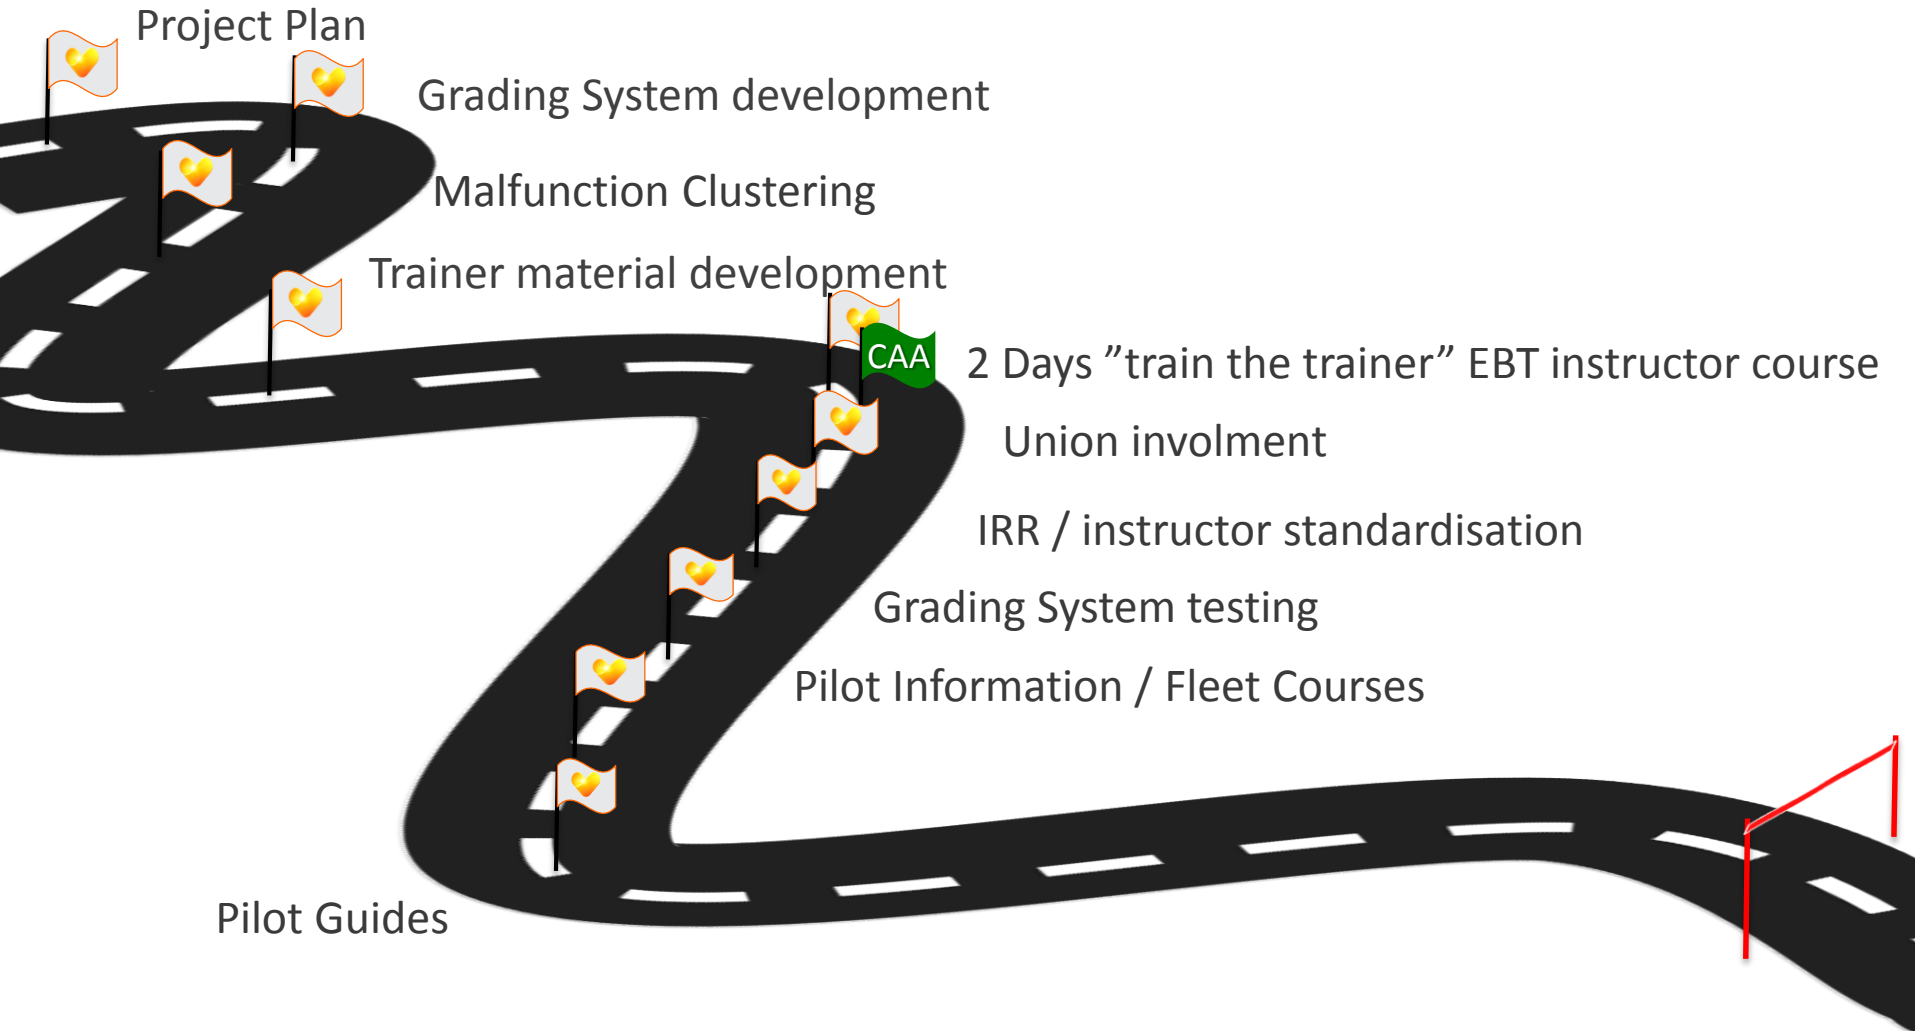 Project Plan
Grading System development
Malfunction Clustering
Trainer material development
CAA
2 Days ”train the trainer” EBT instructor course
Union involment
IRR / instructor standardisation
Grading System testing
Pilot Information / Fleet Courses
Pilot Guides